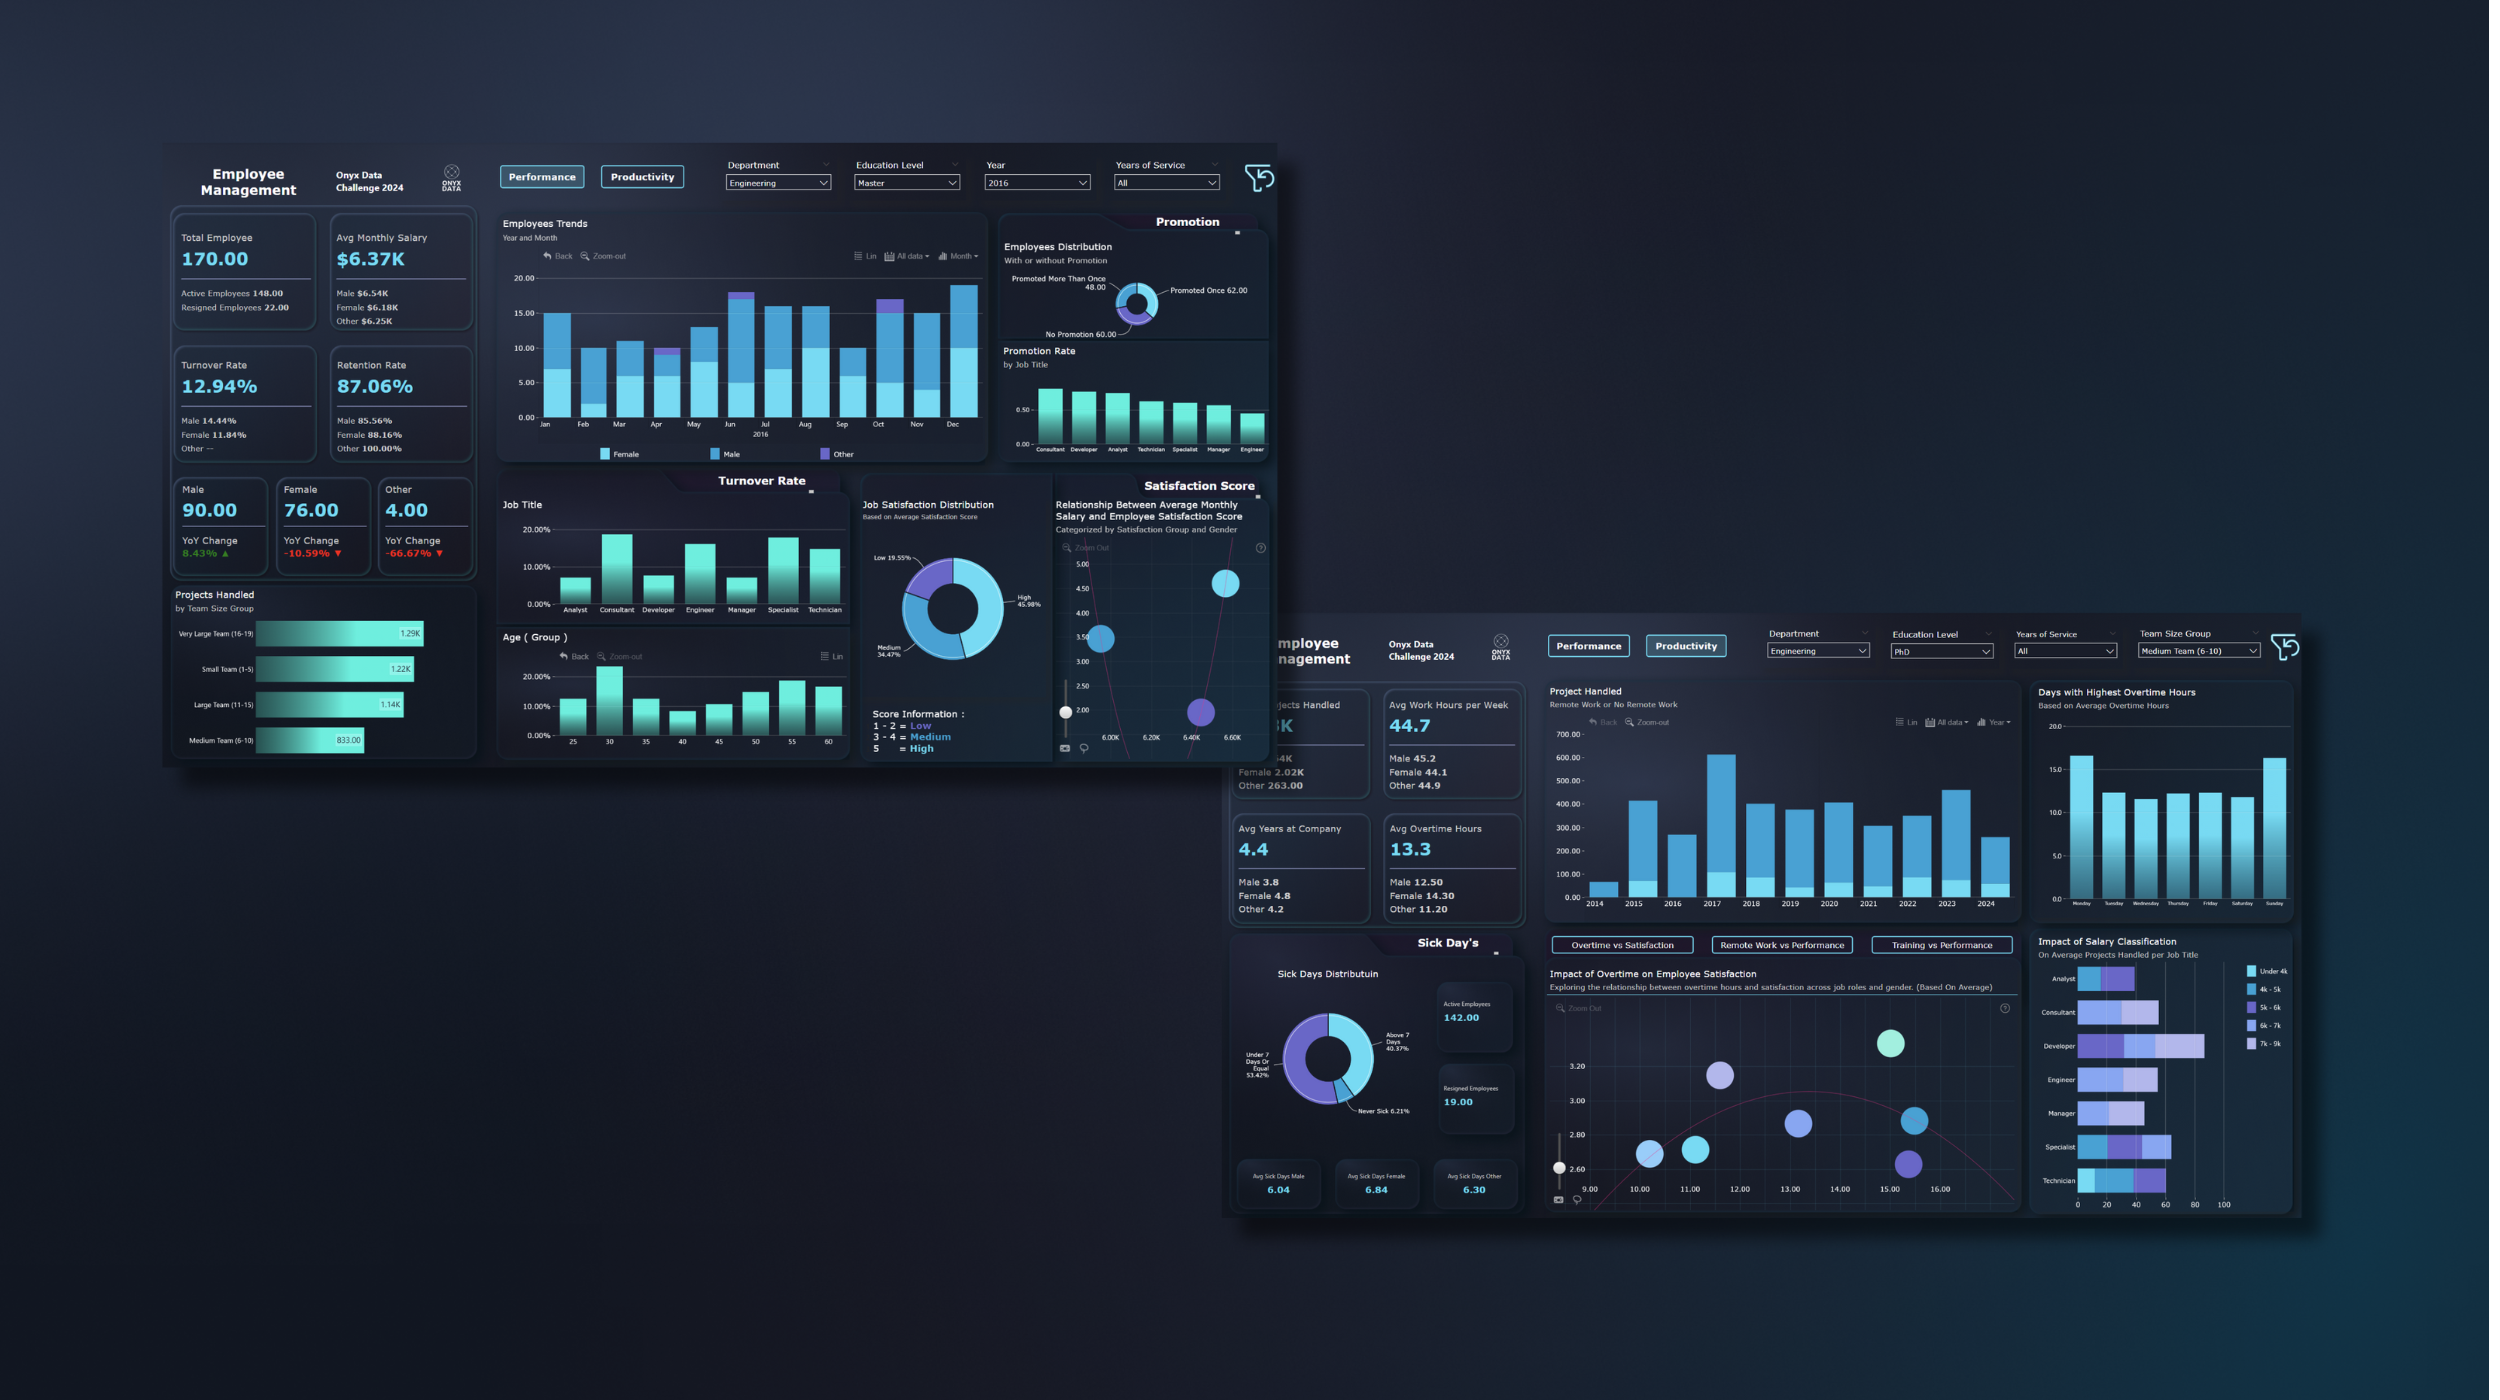 Employee
Management
Onyx Data
Challenge 2024
ONYX
DATA
Performance
Productivity
Department
Engineering
Education Level
Master
Year
2016
Years of Service
All
Total Employee
170.00
Active Employees 148.00
Resigned Employees 22.00
Avg Monthly Salary
$6.37K
Male $6.54K
Female $6.18K
Other $6.25K
Turnover Rate
12.94%
Male 14.44%
Female 11.84%
Other --
Retention Rate
87.06%
Male 85.56%
Female 88.16%
Other 100.00%
Male
90.00
YoY Change
8.43% ▲
Female
76.00
YoY Change
-10.59% ▼
Other
4.00
YoY Change
-66.67% ▼
Projects Handled
by Team Size Group
Very Large Team (16-19) 1.29K
Small Team (1-5) 1.22K
Large Team (11-15) 1.14K
Medium Team (6-10) 833.00
Employees Trends
Year and Month
Back Zoom-out Lin All data Month
20.00
15.00
10.00
5.00
0.00
Jan Feb Mar Apr May Jun Jul Aug Sep Oct Nov Dec
2016
Female Male Other
Promotion
Employees Distribution
With or without Promotion
Promoted More Than Once
48.00
Promoted Once 62.00
No Promotion 60.00
Promotion Rate
by Job Title
0.50
0.00
Consultant Developer Analyst Technician Specialist Manager Engineer
Turnover Rate
Job Title
20.00%
10.00%
0.00%
Analyst Consultant Developer Engineer Manager Specialist Technician
Age ( Group )
Back Zoom-out Lin
20.00%
10.00%
0.00%
25 30 35 40 45 50 55 60
Job Satisfaction Distribution
Based on Average Satisfaction Score
Low 19.55%
High
45.98%
Medium
34.47%
Score Information :
1 - 2 = Low
3 - 4 = Medium
5 = High
Satisfaction Score
Relationship Between Average Monthly
Salary and Employee Satisfaction Score
Categorized by Satisfaction Group and Gender
Zoom Out
5.00
4.50
4.00
3.50
3.00
2.50
2.00
6.00K 6.20K 6.40K 6.60K
mployee
nagement
Onyx Data
Challenge 2024
ONYX
DATA
Performance
Productivity
Department
Engineering
Education Level
PhD
Years of Service
All
Team Size Group
Medium Team (6-10)
jects Handled
K
4K
Female 2.02K
Other 263.00
Avg Work Hours per Week
44.7
Male 45.2
Female 44.1
Other 44.9
Avg Years at Company
4.4
Male 3.8
Female 4.8
Other 4.2
Avg Overtime Hours
13.3
Male 12.50
Female 14.30
Other 11.20
Sick Day's
Sick Days Distributuin
Above 7
Days
40.37%
Under 7
Days Or
Equal
53.42%
Never Sick 6.21%
Active Employees
142.00
Resigned Employees
19.00
Avg Sick Days Male
6.04
Avg Sick Days Female
6.84
Avg Sick Days Other
6.30
Project Handled
Remote Work or No Remote Work
Back Zoom-out Lin All data Year
700.00
600.00
500.00
400.00
300.00
200.00
100.00
0.00
2014 2015 2016 2017 2018 2019 2020 2021 2022 2023 2024
Days with Highest Overtime Hours
Based on Average Overtime Hours
20.0
15.0
10.0
5.0
0.0
Monday Tuesday Wednesday Thursday Friday Saturday Sunday
Overtime vs Satisfaction
Remote Work vs Performance
Training vs Performance
Impact of Overtime on Employee Satisfaction
Exploring the relationship between overtime hours and satisfaction across job roles and gender. (Based On Average)
Zoom Out
3.20
3.00
2.80
2.60
9.00 10.00 11.00 12.00 13.00 14.00 15.00 16.00
Impact of Salary Classification
On Average Projects Handled per Job Title
Analyst
Consultant
Developer
Engineer
Manager
Specialist
Technician
0 20 40 60 80 100
Under 4k
4k - 5k
5k - 6k
6k - 7k
7k - 9k